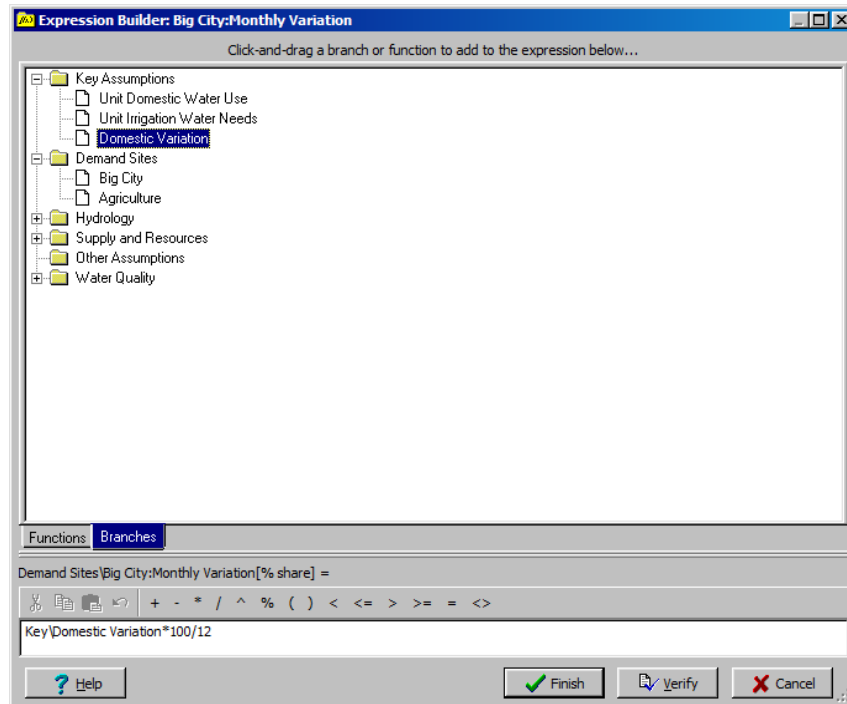 Expression Builder: Big City:Monthly Variation
Click-and-drag a branch or function to add to the expression below...
Key Assumptions
Unit Domestic Water Use
Unit Irrigation Water Needs
Domestic Variation
Demand Sites
Big City
Agriculture
Hydrology
Supply and Resources
Other Assumptions
Water Quality
Functions Branches
Demand Sites\Big City:Monthly Variation[% share] =
+ - * / ^ % ( ) < <= > >= = <>
Key\Domestic Variation*100/12
? Help Finish Verify Cancel